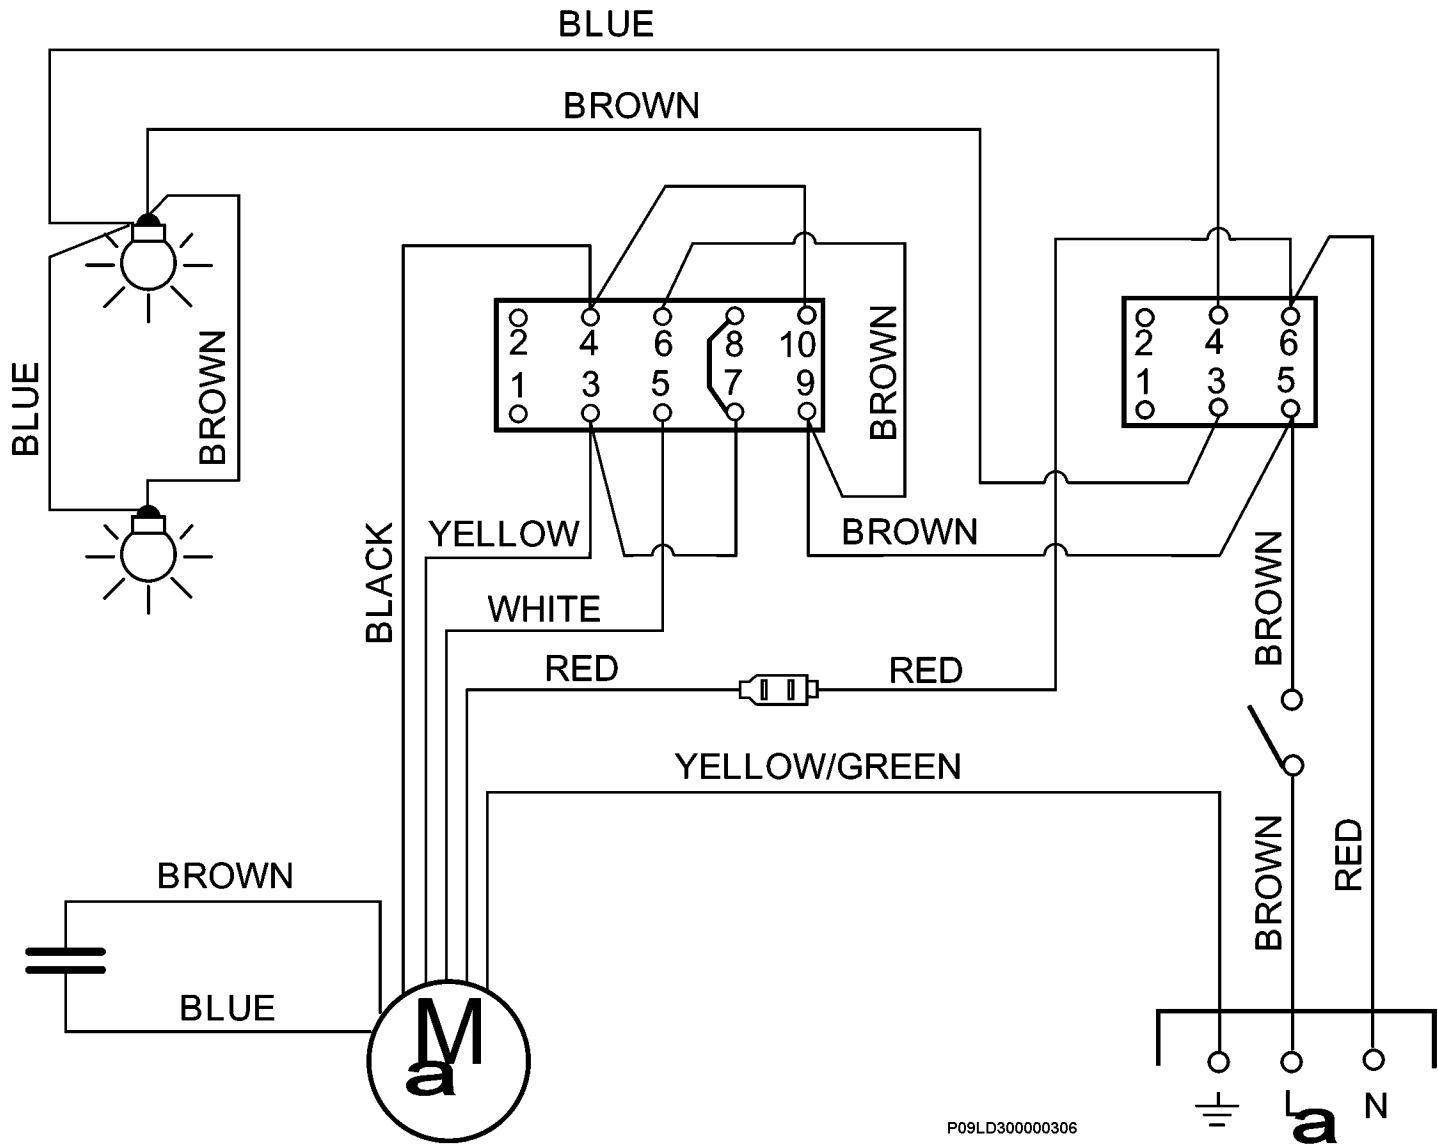 BLUE
BROWN
BLUE
BROWN
2 4 6 8 10
1 3 5 7 9
BROWN
2 4 6
1 3 5
BLACK
YELLOW
BROWN
BROWN
WHITE
RED
RED
YELLOW/GREEN
BROWN
RED
BROWN
BLUE
M
a
L
a
N
P09LD300000306